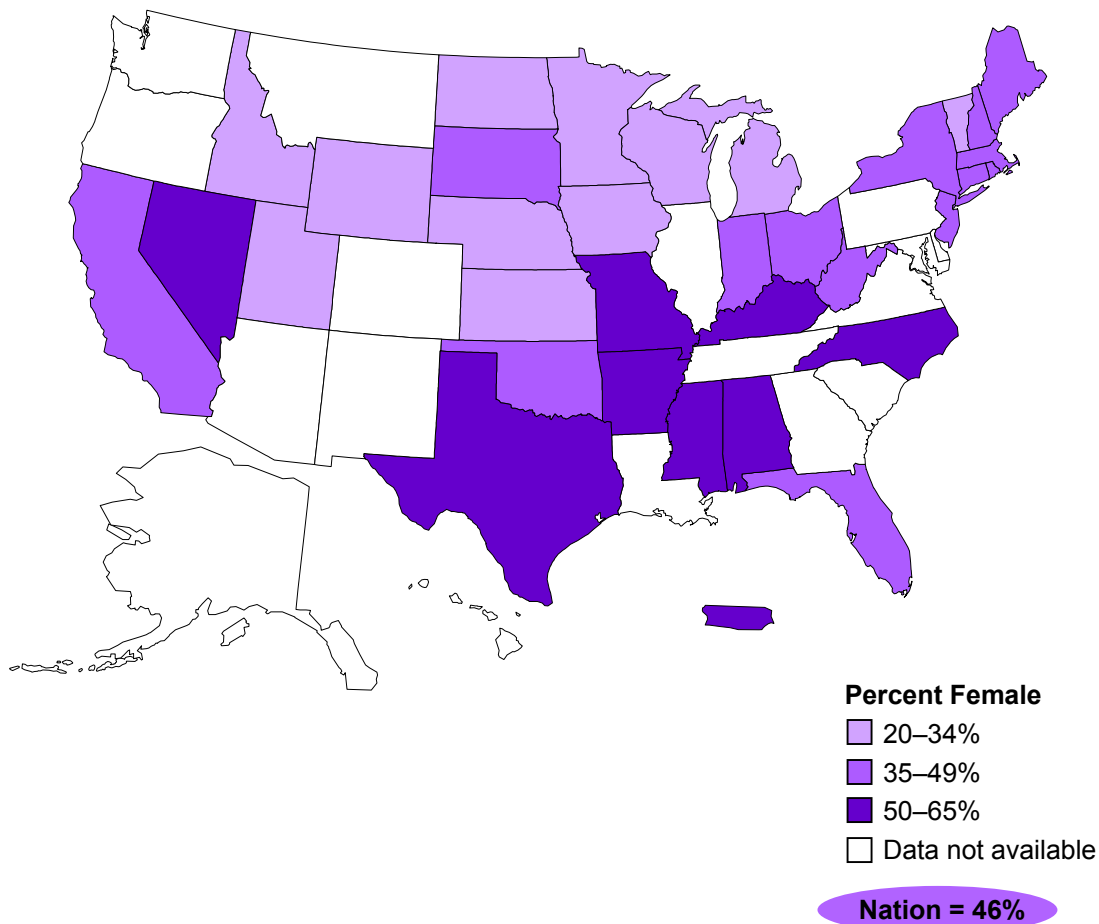 Percent Female
20–34%
35–49%
50–65%
Data not available
Nation = 46%